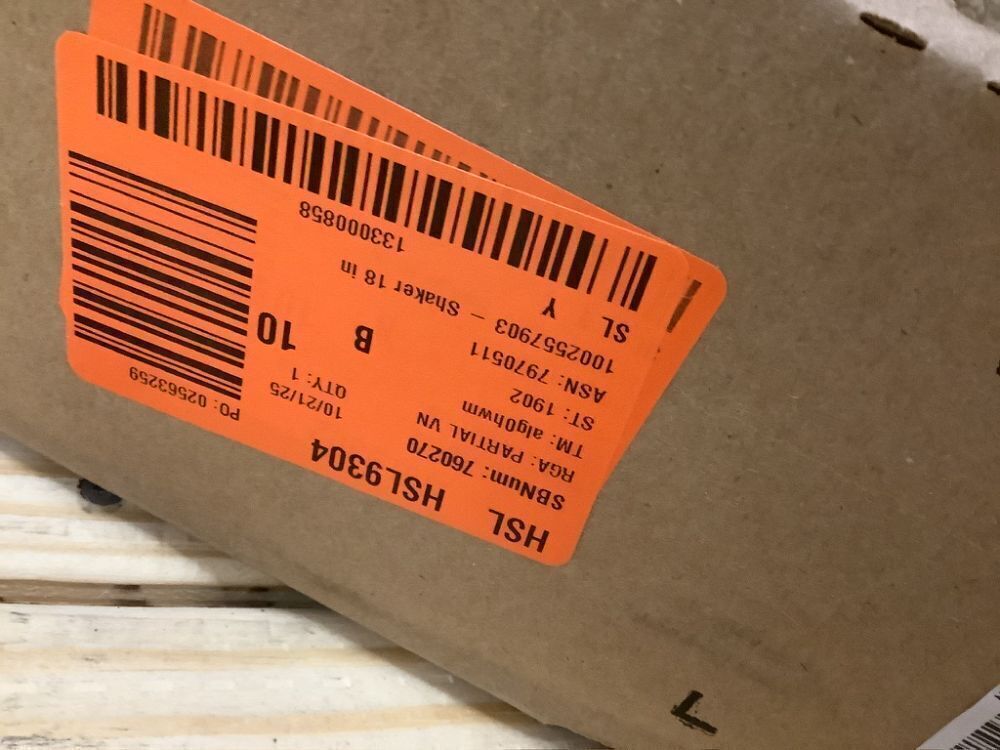 HSL HSL9304
SBNum: 760270
RGA: PARTIAL VN
TM: alg0hwm
ST: 1902
ASN: 7970511
1002557903 – Shaker 18 in
SL Y
133000858
10/21/25
QTY: 1
B 10
PO: 02563259